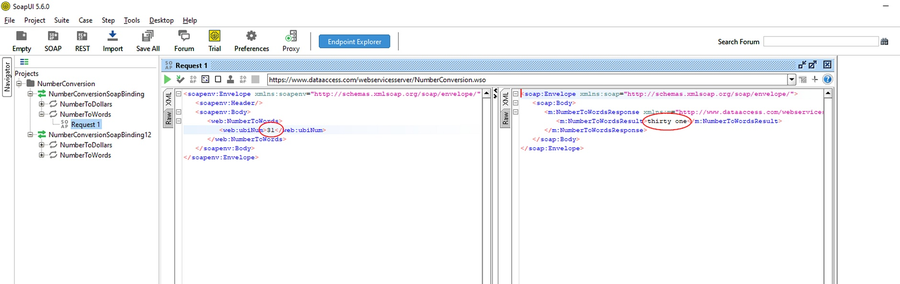 SoapUI 5.6.0
File Project Suite Case Step Tools Desktop Help
Empty SOAP REST Import Save All Forum Trial Preferences Proxy Endpoint Explorer Search Forum
Navigator
Projects
NumberConversion
NumberConversionSoapBinding
NumberToDollars
NumberToWords
Request 1
NumberConversionSoapBinding12
NumberToDollars
NumberToWords
Request 1
https://www.dataaccess.com/webservicesserver/NumberConversion.wso
XML
Raw
<soapenv:Envelope xmlns:soapenv="http://schemas.xmlsoap.org/soap/envelope/"
<soapenv:Header/>
<soapenv:Body>
<web:NumberToWords>
<web:ubiNum>31</web:ubiNum>
</web:NumberToWords>
</soapenv:Body>
</soapenv:Envelope>
XML
Raw
<soap:Envelope xmlns:soap="http://schemas.xmlsoap.org/soap/envelope/">
<soap:Body>
<m:NumberToWordsResponse xmlns:m="http://www.dataaccess.com/webservices
<m:NumberToWordsResult>thirty one </m:NumberToWordsResult>
</m:NumberToWordsResponse>
</soap:Body>
</soap:Envelope>